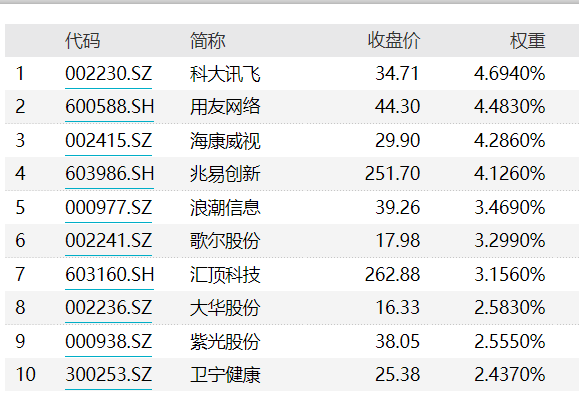 代码 简称 收盘价 权重
1 002230.SZ 科大讯飞 34.71 4.6940%
2 600588.SH 用友网络 44.30 4.4830%
3 002415.SZ 海康威视 29.90 4.2860%
4 603986.SH 兆易创新 251.70 4.1260%
5 000977.SZ 浪潮信息 39.26 3.4690%
6 002241.SZ 歌尔股份 17.98 3.2990%
7 603160.SH 汇顶科技 262.88 3.1560%
8 002236.SZ 大华股份 16.33 2.5830%
9 000938.SZ 紫光股份 38.05 2.5550%
10 300253.SZ 卫宁健康 25.38 2.4370%